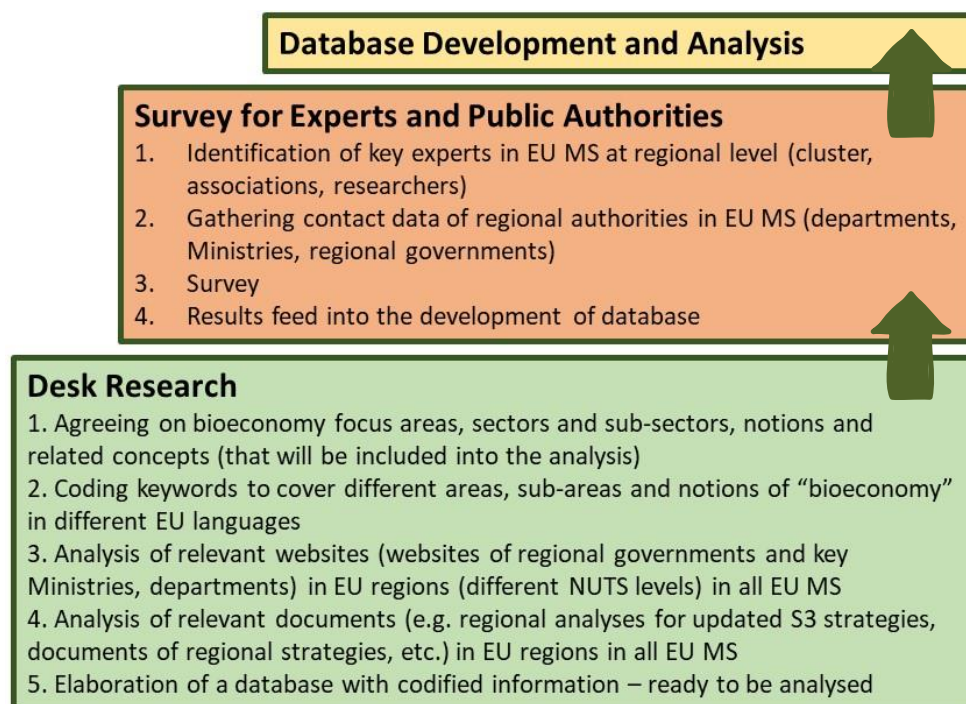 Database Development and Analysis
Survey for Experts and Public Authorities
1. Identification of key experts in EU MS at regional level (cluster,
associations, researchers)
2. Gathering contact data of regional authorities in EU MS (departments,
Ministries, regional governments)
3. Survey
4. Results feed into the development of database
Desk Research
1. Agreeing on bioeconomy focus areas, sectors and sub-sectors, notions and
related concepts (that will be included into the analysis)
2. Coding keywords to cover different areas, sub-areas and notions of “bioeconomy”
in different EU languages
3. Analysis of relevant websites (websites of regional governments and key
Ministries, departments) in EU regions (different NUTS levels) in all EU MS
4. Analysis of relevant documents (e.g. regional analyses for updated S3 strategies,
documents of regional strategies, etc.) in EU regions in all EU MS
5. Elaboration of a database with codified information – ready to be analysed